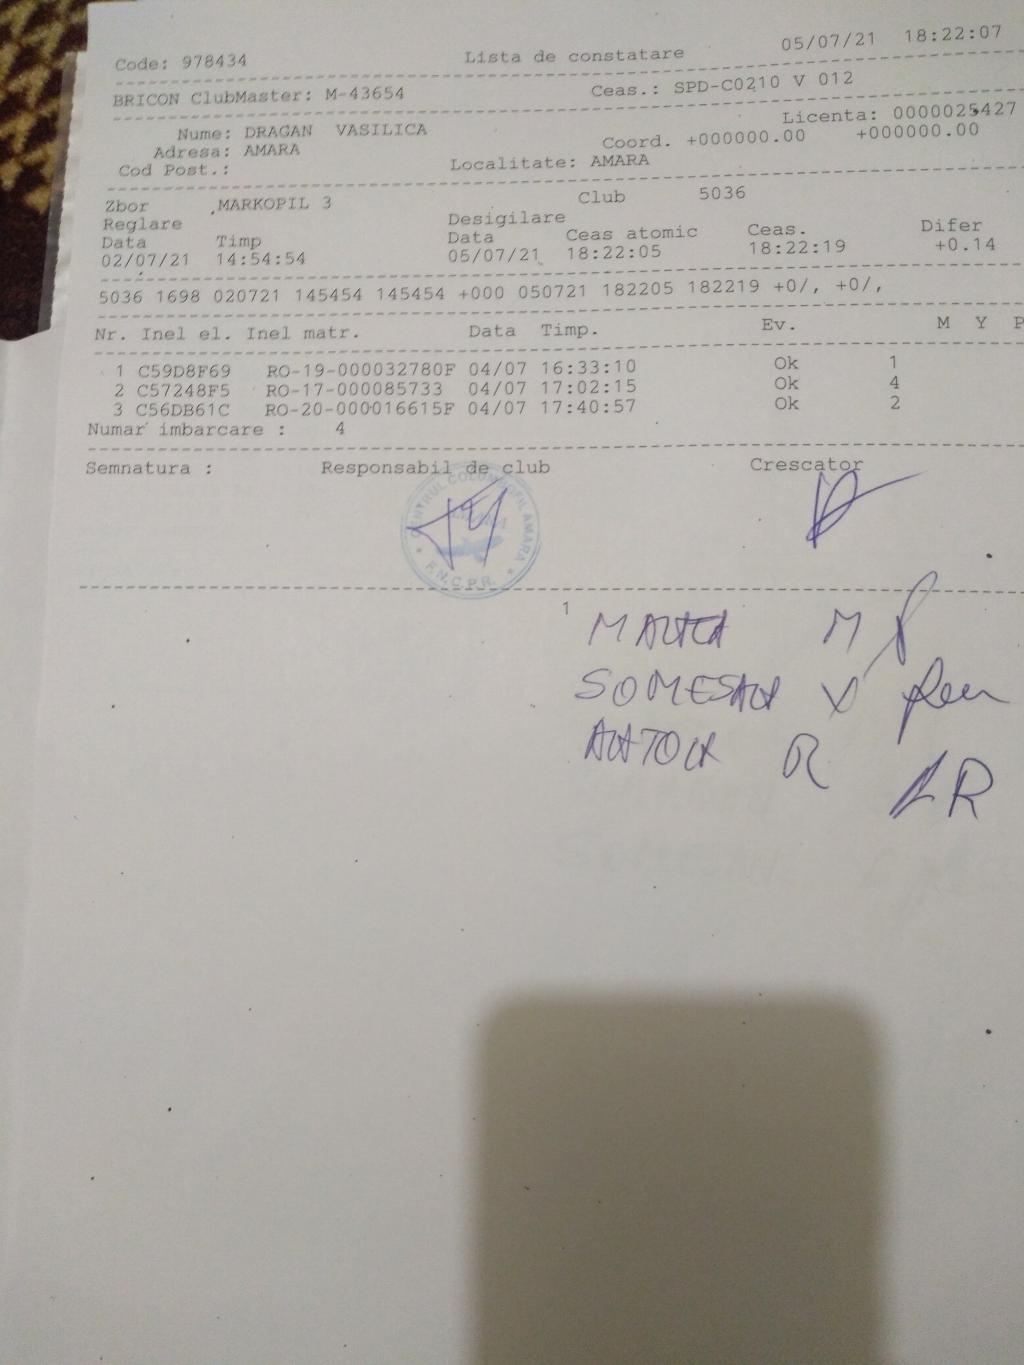 05/07/21 18:22:07
Code: 978434 Lista de constatare
BRICON ClubMaster: M-43654 Ceas.: SPD-C0210 V 012
Licenta: 0000025427
Nume: DRAGAN VASILICA Coord. +000000.00 +000000.00
Adresa: AMARA
Cod Post.: Localitate: AMARA
Zbor MARKOPIL 3 Club 5036
Reglare Desigilare
Data Timp Data Ceas atomic Ceas. Difer
02/07/21 14:54:54 05/07/21 18:22:05 18:22:19 +0.14
5036 1698 020721 145454 145454 +000 050721 182205 182219 +0/, +0/,
Nr. Inel el. Inel matr. Data Timp. Ev. M Y P
1 C59D8F69 RO-19-000032780F 04/07 16:33:10 Ok 1
2 C57248F5 RO-17-000085733 04/07 17:02:15 Ok 4
3 C56DB61C RO-20-000016615F 04/07 17:40:57 Ok 2
Numar imbarcare : 4
Semnatura : Responsabil de club Crescator
CENTRUL COLUMBOFIL AMARA
F.N.C.P.R.
1
M
R